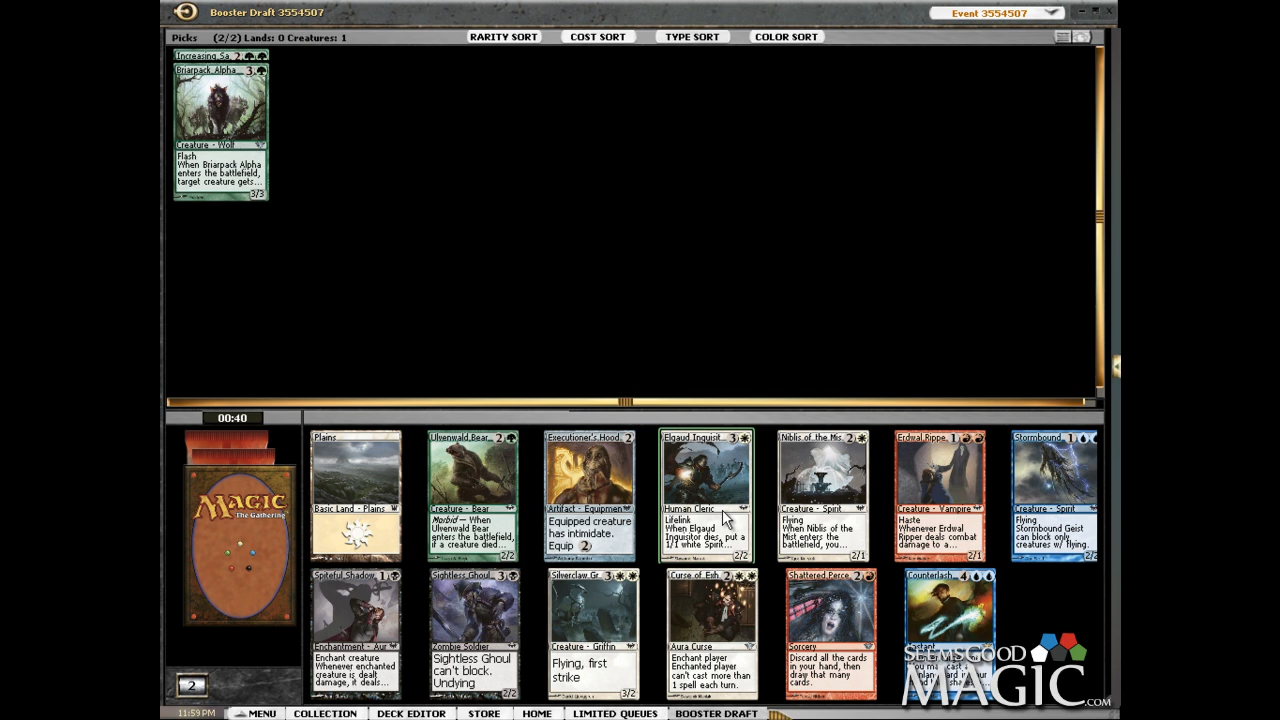 Booster Draft 3554507
Event 3554507
Picks (2/2) Lands: 0 Creatures: 1
RARITY SORT
COST SORT
TYPE SORT
COLOR SORT
Increasing Sa... 2
Briarpack Alpha 3
Creature - Wolf
Flash
When Briarpack Alpha
enters the battlefield,
target creature gets...
3/3
00:40
MAGIC
The Gathering
2
Plains
Basic Land - Plains
Ulvenwald Bear 2
Creature - Bear
Morbid — When
Ulvenwald Bear
enters the battlefield,
if a creature died...
2/2
Executioner's Hood 2
Artifact - Equipmen
Equipped creature
has intimidate.
Equip 2
Elgaud Inquisit... 3
Human Cleric
Lifelink
When Elgaud
Inquisitor dies, put a
1/1 white Spirit...
2/2
Niblis of the Mis... 2
Creature - Spirit
Flying
When Niblis of the
Mist enters the
battlefield, you...
2/1
Erdwal Rippe... 1
Creature - Vampire
Haste
Whenever Erdwal
Ripper deals combat
damage to a...
2/1
Stormbound 1
Creature - Spirit
Flying
Stormbound Geist
can block only
creatures w/ flying.
2/2
Spiteful Shadow 1
Enchantment - Aur
Enchant creature
Whenever enchanted
creature is dealt
damage, it deals...
Sightless Ghoul 3
Zombie Soldier
Sightless Ghoul
can't block.
Undying
2/2
Silverclaw Gr... 3
Creature - Griffin
Flying, first
strike
3/2
Curse of Exh... 2
Aura Curse
Enchant player
Enchanted player
can't cast more than
1 spell each turn.
Shattered Perce... 2
Sorcery
Discard all the cards
in your hand, then
draw that many
cards.
Counterlash 4
SEEMSGOOD
MAGIC.COM
11:59 PM
MENU
COLLECTION
DECK EDITOR
STORE
HOME
LIMITED QUEUES
BOOSTER DRAFT